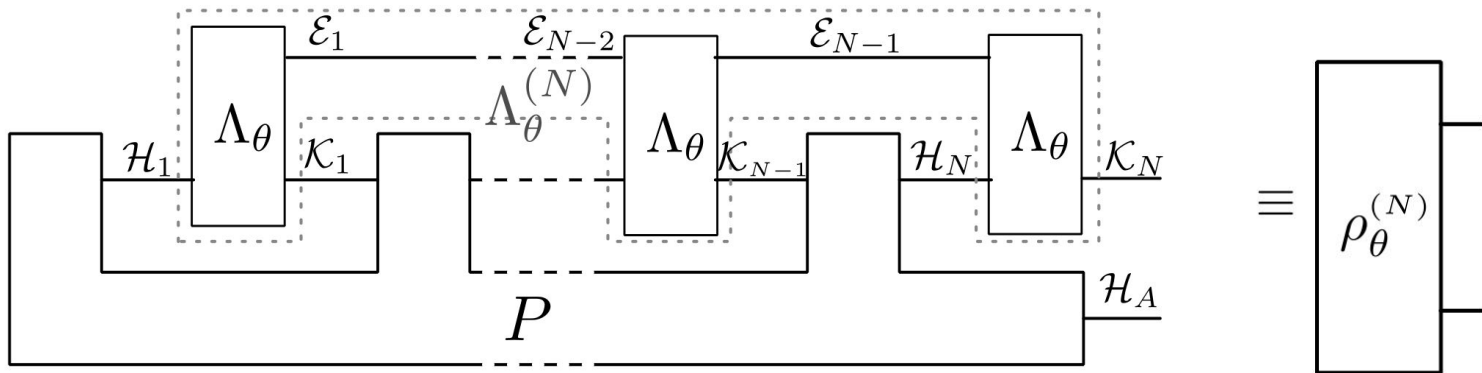 ℰ₁ ℰ_{N−2} ℰ_{N−1}
Λ_θ^{(N)}
Λ_θ Λ_θ Λ_θ
ℋ₁ 𝒦₁ 𝒦_{N−1} ℋ_N 𝒦_N
≡ ρ_θ^{(N)}
P ℋ_A